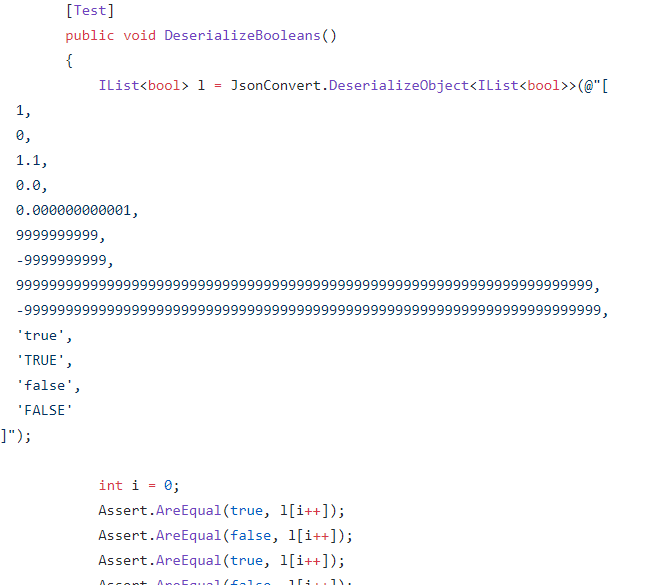 [Test]
public void DeserializeBooleans()
{
IList<bool> l = JsonConvert.DeserializeObject<IList<bool>>(@"[
1,
0,
1.1,
0.0,
0.000000000001,
9999999999,
-9999999999,
9999999999999999999999999999999999999999999999999999999999999999999999,
-9999999999999999999999999999999999999999999999999999999999999999999999,
'true',
'TRUE',
'false',
'FALSE'
]");
int i = 0;
Assert.AreEqual(true, l[i++]);
Assert.AreEqual(false, l[i++]);
Assert.AreEqual(true, l[i++]);
Assert.AreEqual(false, l[i++]);